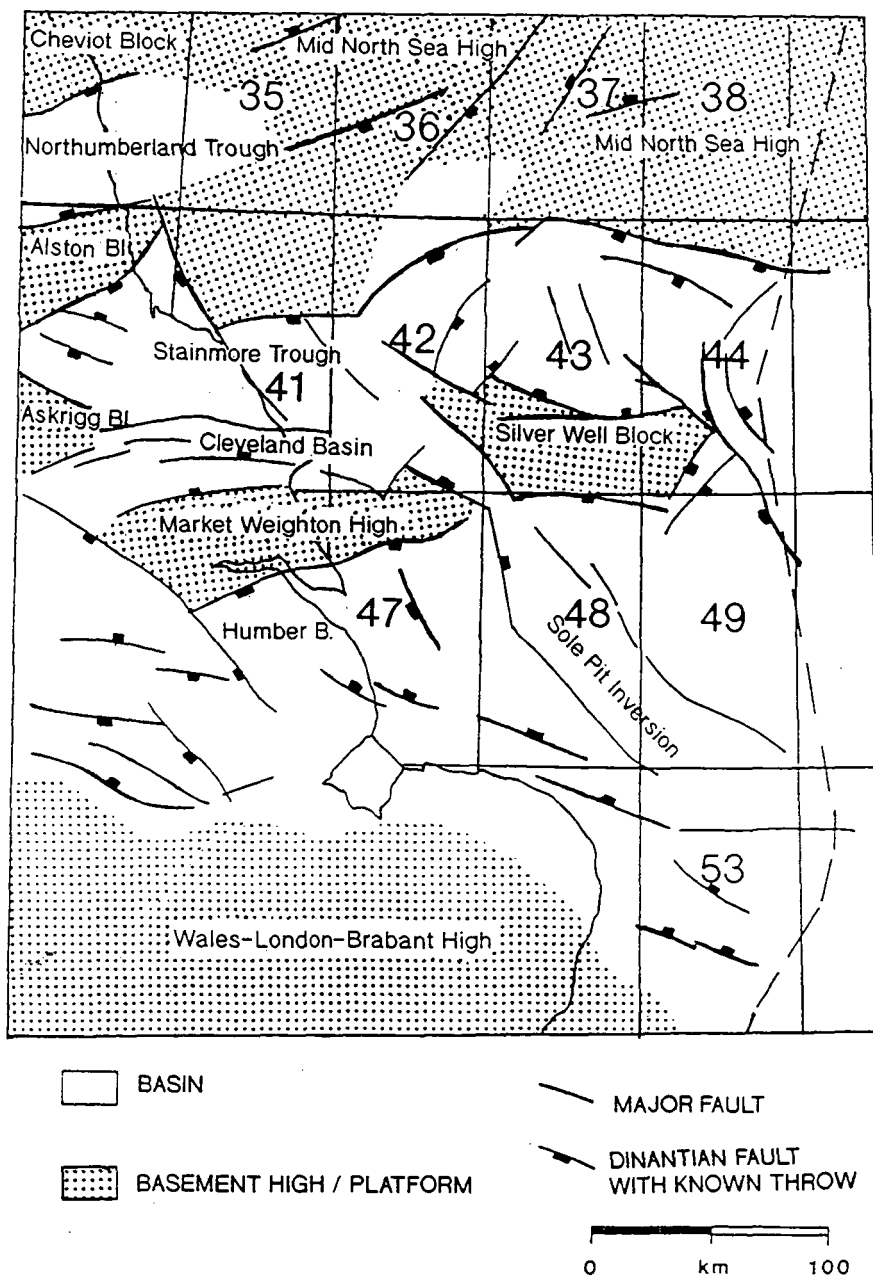 Cheviot Block
Mid North Sea High
35
36
37
38
Northumberland Trough
Mid North Sea High
Alston Bl.
Stainmore Trough
41
42
43
44
Askrigg Bl.
Cleveland Basin
Silver Well Block
Market Weighton High
47
48
49
Humber B.
Sole Pit Inversion
53
Wales-London-Brabant High
BASIN
MAJOR FAULT
BASEMENT HIGH / PLATFORM
DINANTIAN FAULT
WITH KNOWN THROW
0 km 100